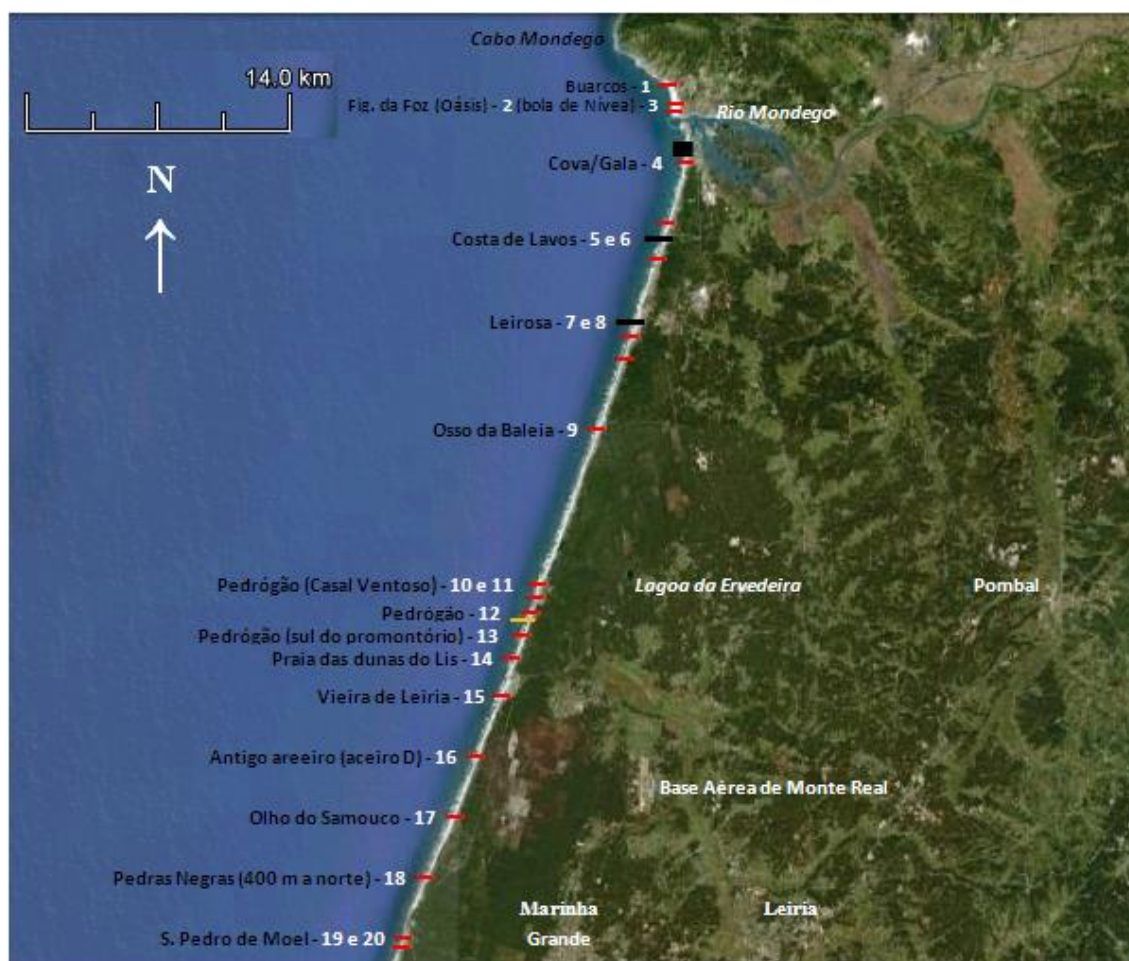 Cabo Mondego
14.0 km
Buarcos - 1
Fig. da Foz (Oásis) - 2 (bola de Nívea) - 3
Rio Mondego
N
Cova/Gala - 4
Costa de Lavos - 5 e 6
Leirosa - 7 e 8
Osso da Baleia - 9
Pedrógão (Casal Ventoso) - 10 e 11
Lagoa da Ervedeira
Pombal
Pedrógão - 12
Pedrógão (sul do promontório) - 13
Praia das dunas do Lis - 14
Vieira de Leiria - 15
Antigo areeiro (aceiro D) - 16
Base Aérea de Monte Real
Olho do Samouco - 17
Pedras Negras (400 m a norte) - 18
Marinha
Grande
Leiria
S. Pedro de Moel - 19 e 20